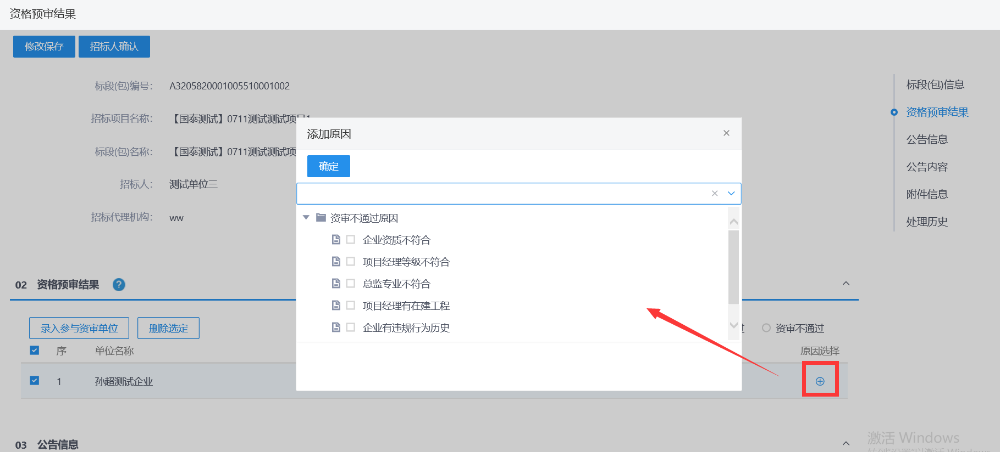 资格预审结果
修改保存 招标人确认
标段(包)编号: A3205820001005510001002
招标项目名称: 【国泰测试】0711测试测试项目1
标段(包)名称: 【国泰测试】0711测试测试项
招标人: 测试单位三
招标代理机构: ww
标段(包)信息
资格预审结果
公告信息
公告内容
附件信息
处理历史
添加原因
确定
资审不通过原因
企业资质不符合
项目经理等级不符合
总监专业不符合
项目经理有在建工程
企业有违规行为历史
02 资格预审结果 ?
录入参与资审单位 删除选定 资审不通过
序 单位名称 原因选择
1 孙超测试企业
03 公告信息
激活 Windows